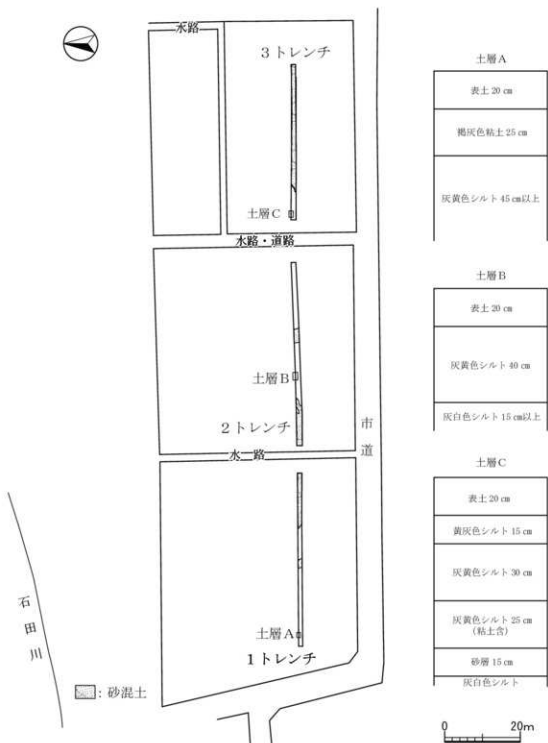 水路
3トレンチ
土層C
水路・道路
土層B
2トレンチ
市道
水 路
石田川
土層A
1トレンチ
: 砂混土
土層A
表土 20 ㎝
褐灰色粘土 25 ㎝
灰黄色シルト 45 ㎝以上
土層B
表土 20 ㎝
灰黄色シルト 40 ㎝
灰白色シルト 15 ㎝以上
土層C
表土 20 ㎝
黄灰色シルト 15 ㎝
灰黄色シルト 30 ㎝
灰黄色シルト 25 ㎝
(粘土含)
砂層 15 ㎝
灰白色シルト
0 20m